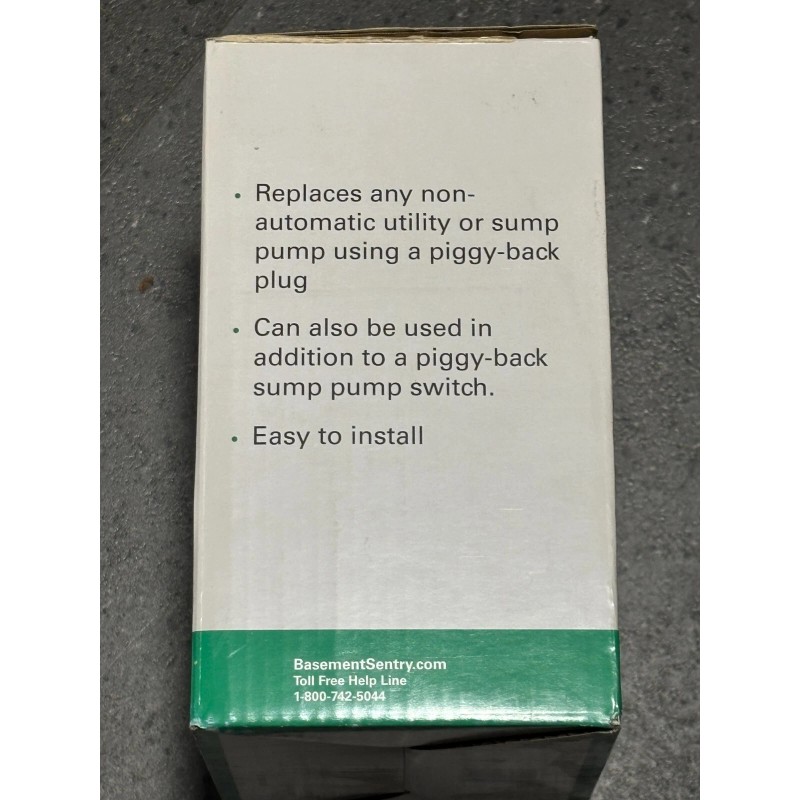 • Replaces any non-
automatic utility or sump
pump using a piggy-back
plug
• Can also be used in
addition to a piggy-back
sump pump switch.
• Easy to install
BasementSentry.com
Toll Free Help Line
1-800-742-5044